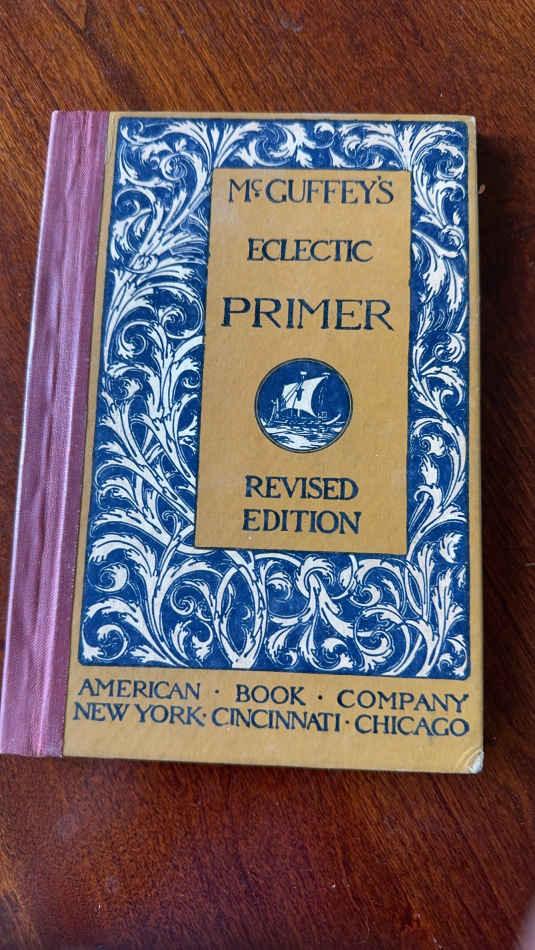 McGUFFEY'S
ECLECTIC
PRIMER
REVISED
EDITION
AMERICAN · BOOK · COMPANY
NEW YORK · CINCINNATI · CHICAGO